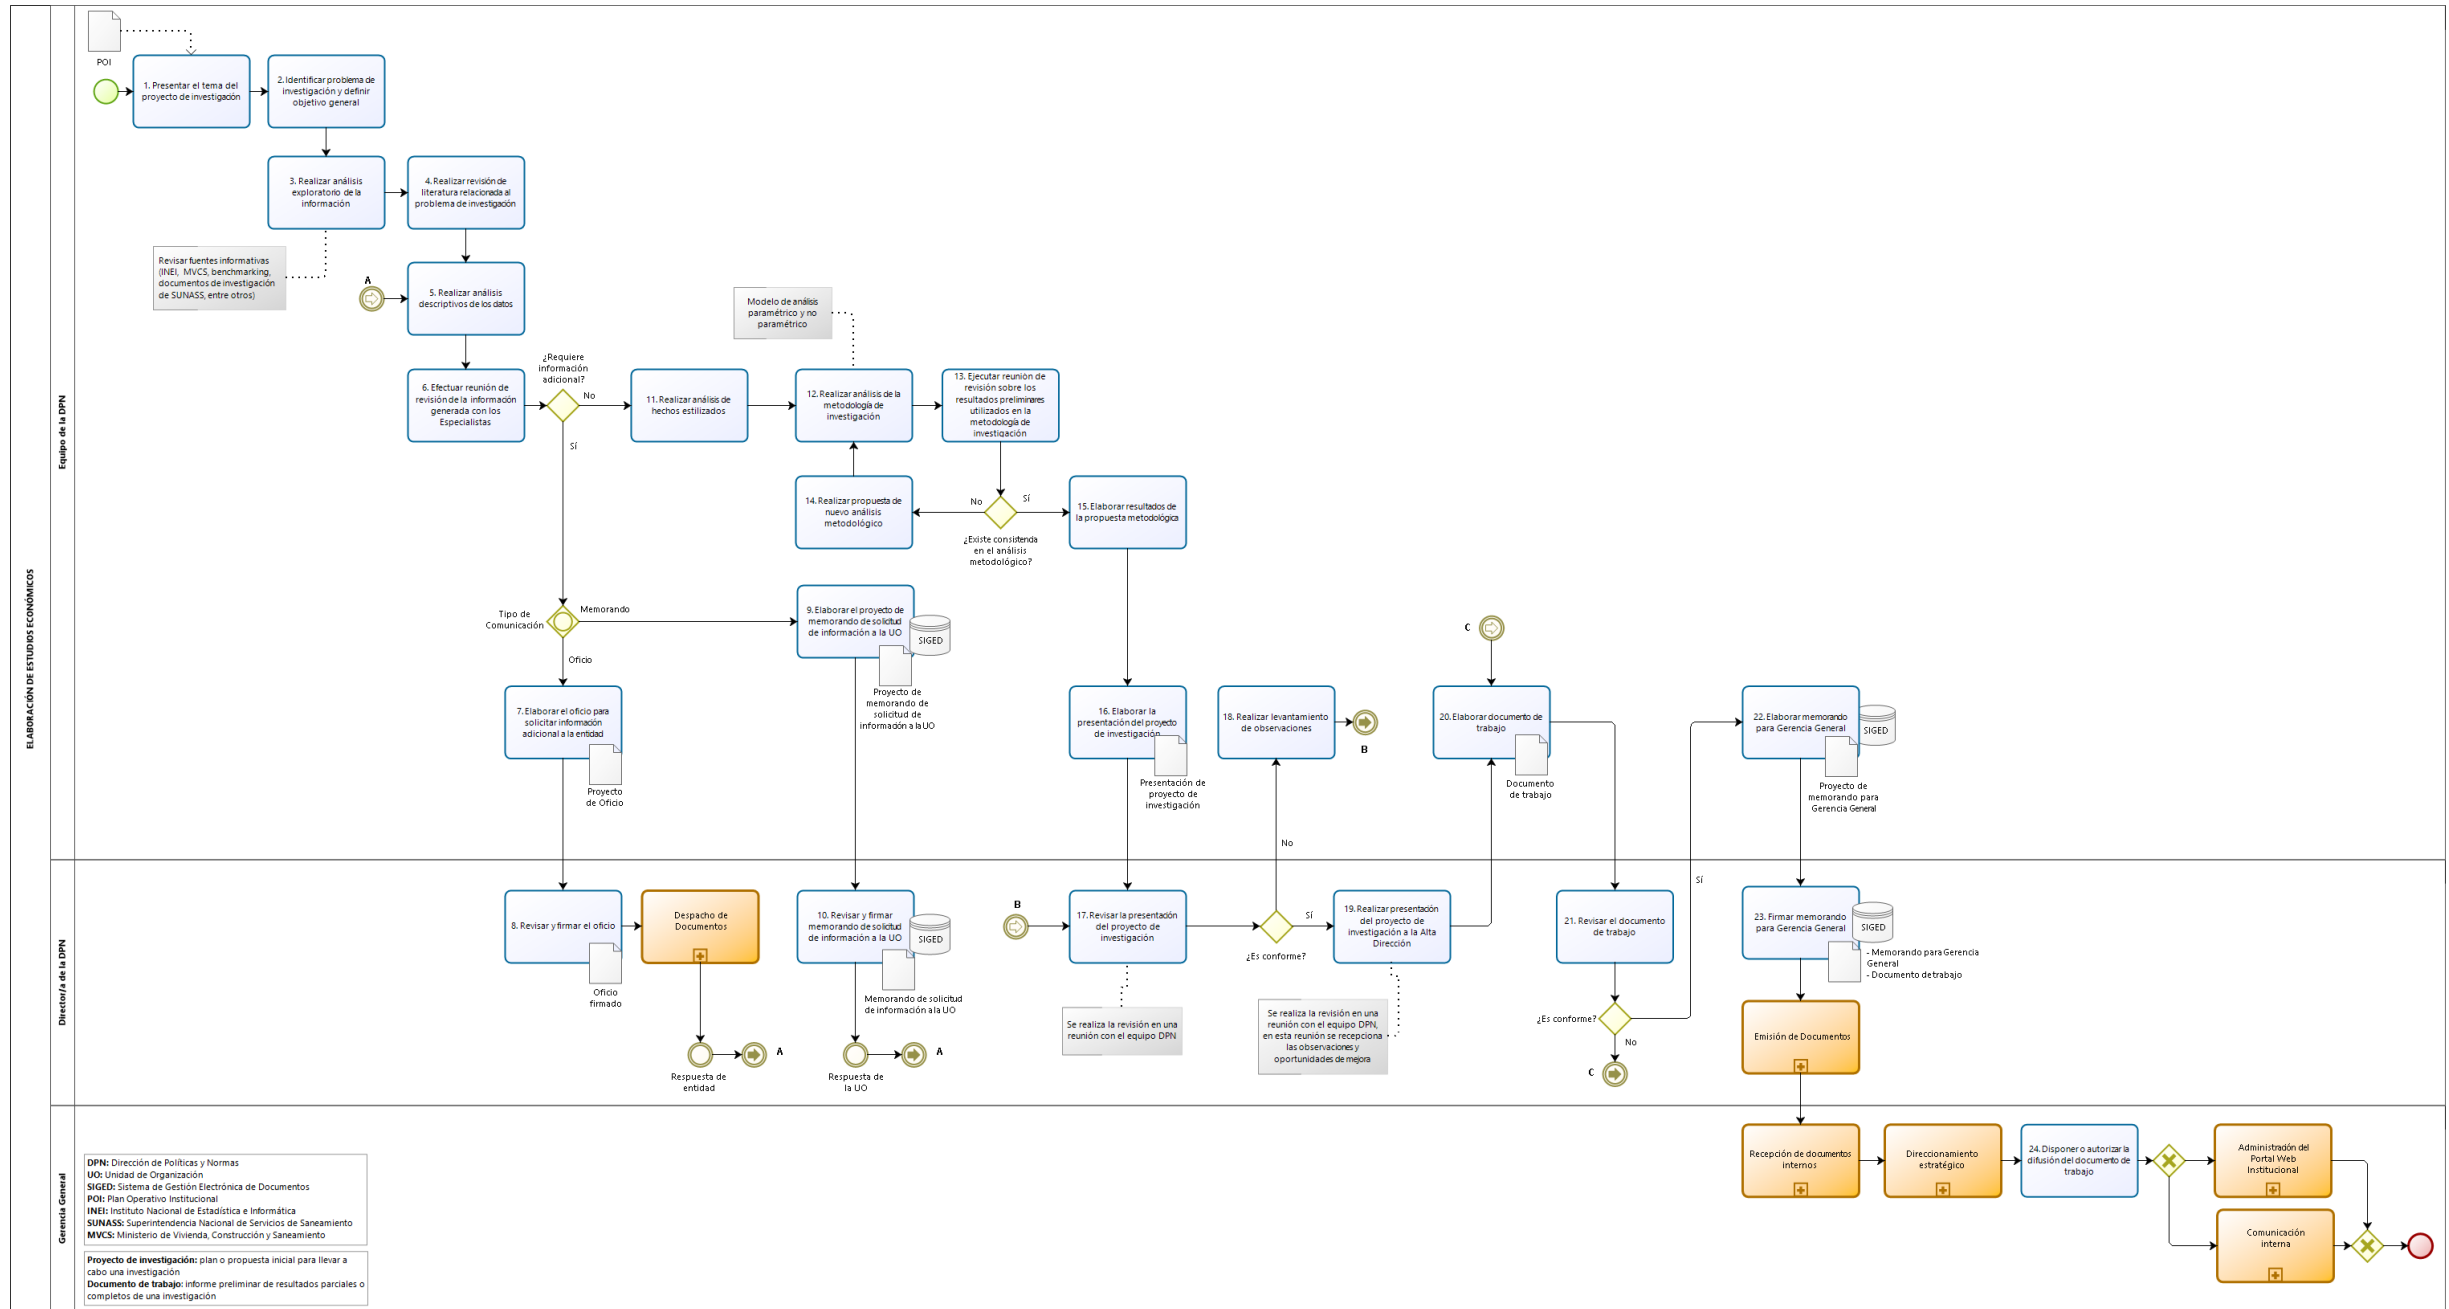 ELABORACIÓN DE ESTUDIOS ECONÓMICOS
Equipo de la DPN
POI
1. Presentar el tema del
proyecto de investigación
2. Identificar problema de
investigación y definir
objetivo general
3. Realizar análisis
exploratorio de la
información
4. Realizar revisión de
literatura relacionada al
problema de investigación
Revisar fuentes informativas
(INEI, MVCS, benchmarking,
documentos de investigación
de SUNASS, entre otros)
A
5. Realizar análisis
descriptivos de los datos
6. Efectuar reunión de
revisión de la información
generada con los
Especialistas
¿Requiere
información
adicional?
No
Sí
11. Realizar análisis de
hechos estilizados
Modelo de análisis
paramétrico y no
paramétrico
12. Realizar análisis de la
metodología de
investigación
13. Ejecutar reunión de
revisión sobre los
resultados preliminares
utilizados en la
metodología de
investigación
14. Realizar propuesta de
nuevo análisis
metodológico
No
Sí
¿Existe consistencia
en el análisis
metodológico?
15. Elaborar resultados de
la propuesta metodológica
Tipo de
Comunicación
Memorando
Oficio
9. Elaborar el proyecto de
memorando de solicitud
de información a la UO
SIGED
Proyecto de
memorando de
solicitud de
información a la UO
7. Elaborar el oficio para
solicitar información
adicional a la entidad
Proyecto
de Oficio
16. Elaborar la
presentación del proyecto
de investigación
Presentación de
proyecto de
investigación
18. Realizar levantamiento
de observaciones
B
No
C
20. Elaborar documento de
trabajo
Documento
de trabajo
22. Elaborar memorando
para Gerencia General
SIGED
Proyecto de
memorando para
Gerencia General
Director/a de la DPN
8. Revisar y firmar el oficio
Oficio
firmado
Despacho de
Documentos
Respuesta de
entidad
A
10. Revisar y firmar
memorando de solicitud
de información a la UO
SIGED
Memorando de solicitud
de información a la UO
Respuesta de
la UO
A
B
17. Revisar la presentación
del proyecto de
investigación
Se realiza la revisión en una
reunión con el equipo DPN
¿Es conforme?
Sí
19. Realizar presentación
del proyecto de
investigación a la Alta
Dirección
Se realiza la revisión en una
reunión con el equipo DPN,
en esta reunión se recepciona
las observaciones y
oportunidades de mejora
21. Revisar el documento
de trabajo
¿Es conforme?
Sí
No
C
23. Firmar memorando
para Gerencia General
SIGED
- Memorando para Gerencia
General
- Documento de trabajo
Emisión de Documentos
Gerencia General
Recepción de documentos
internos
Direccionamiento
estratégico
24. Disponer o autorizar la
difusión del documento de
trabajo
Administración del
Portal Web
Institucional
Comunicación
interna
DPN: Dirección de Políticas y Normas
UO: Unidad de Organización
SIGED: Sistema de Gestión Electrónica de Documentos
POI: Plan Operativo Institucional
INEI: Instituto Nacional de Estadística e Informática
SUNASS: Superintendencia Nacional de Servicios de Saneamiento
MVCS: Ministerio de Vivienda, Construcción y Saneamiento
Proyecto de investigación: plan o propuesta inicial para llevar a
cabo una investigación
Documento de trabajo: informe preliminar de resultados parciales o
completos de una investigación